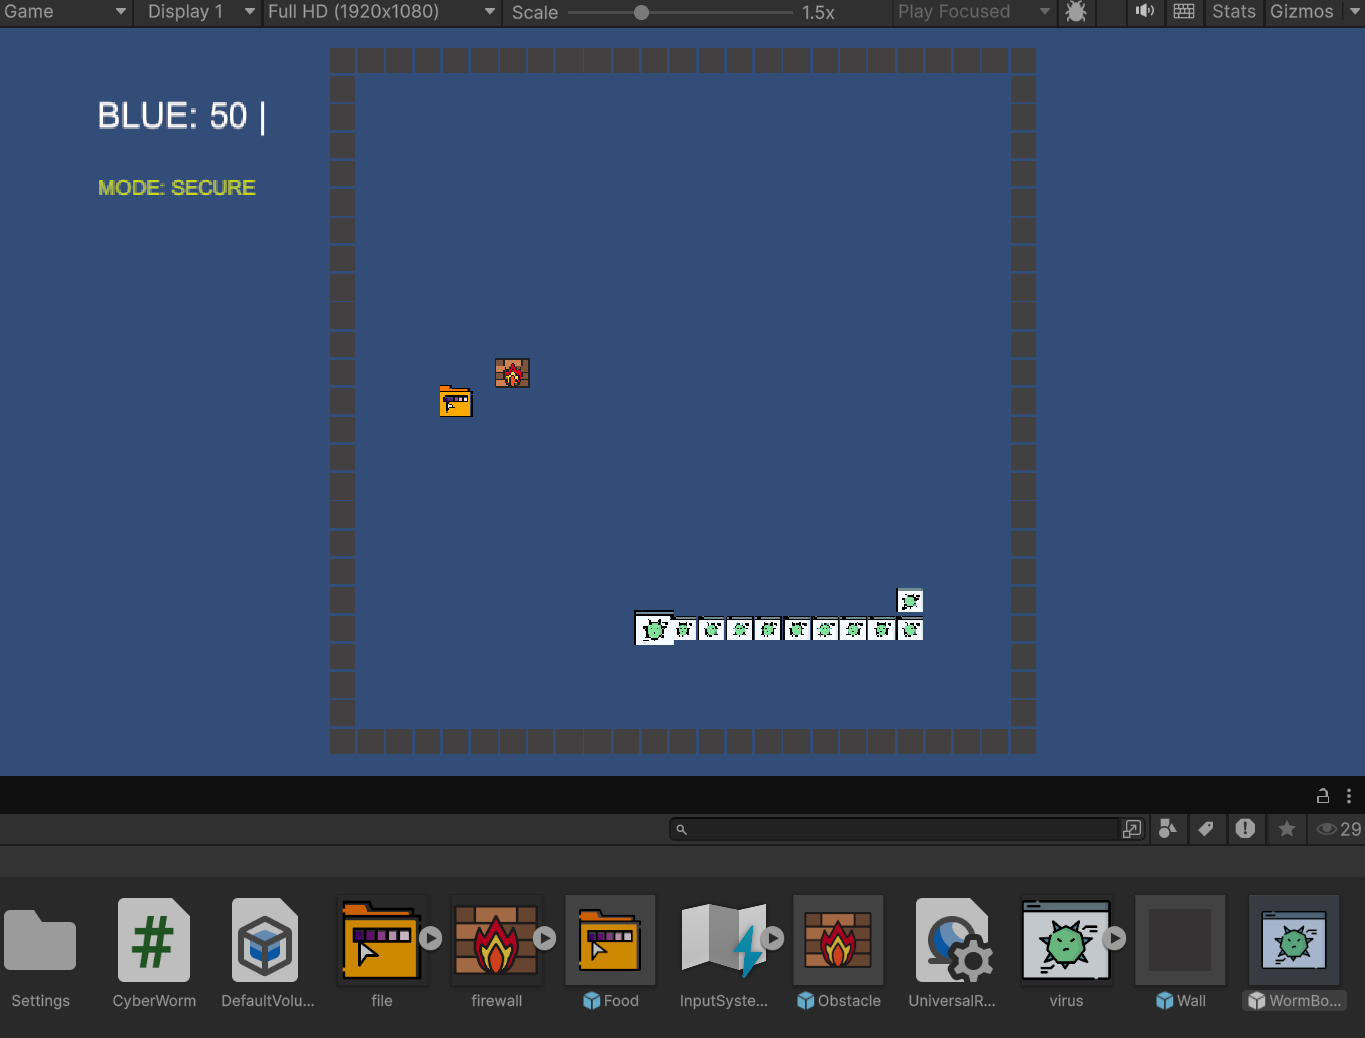 Game Display 1 Full HD (1920x1080) Scale 1.5x Play Focused Stats Gizmos
BLUE: 50 |
MODE: SECURE
29
Settings CyberWorm DefaultVolu... file firewall Food InputSyste... Obstacle UniversalR... virus Wall WormBo...